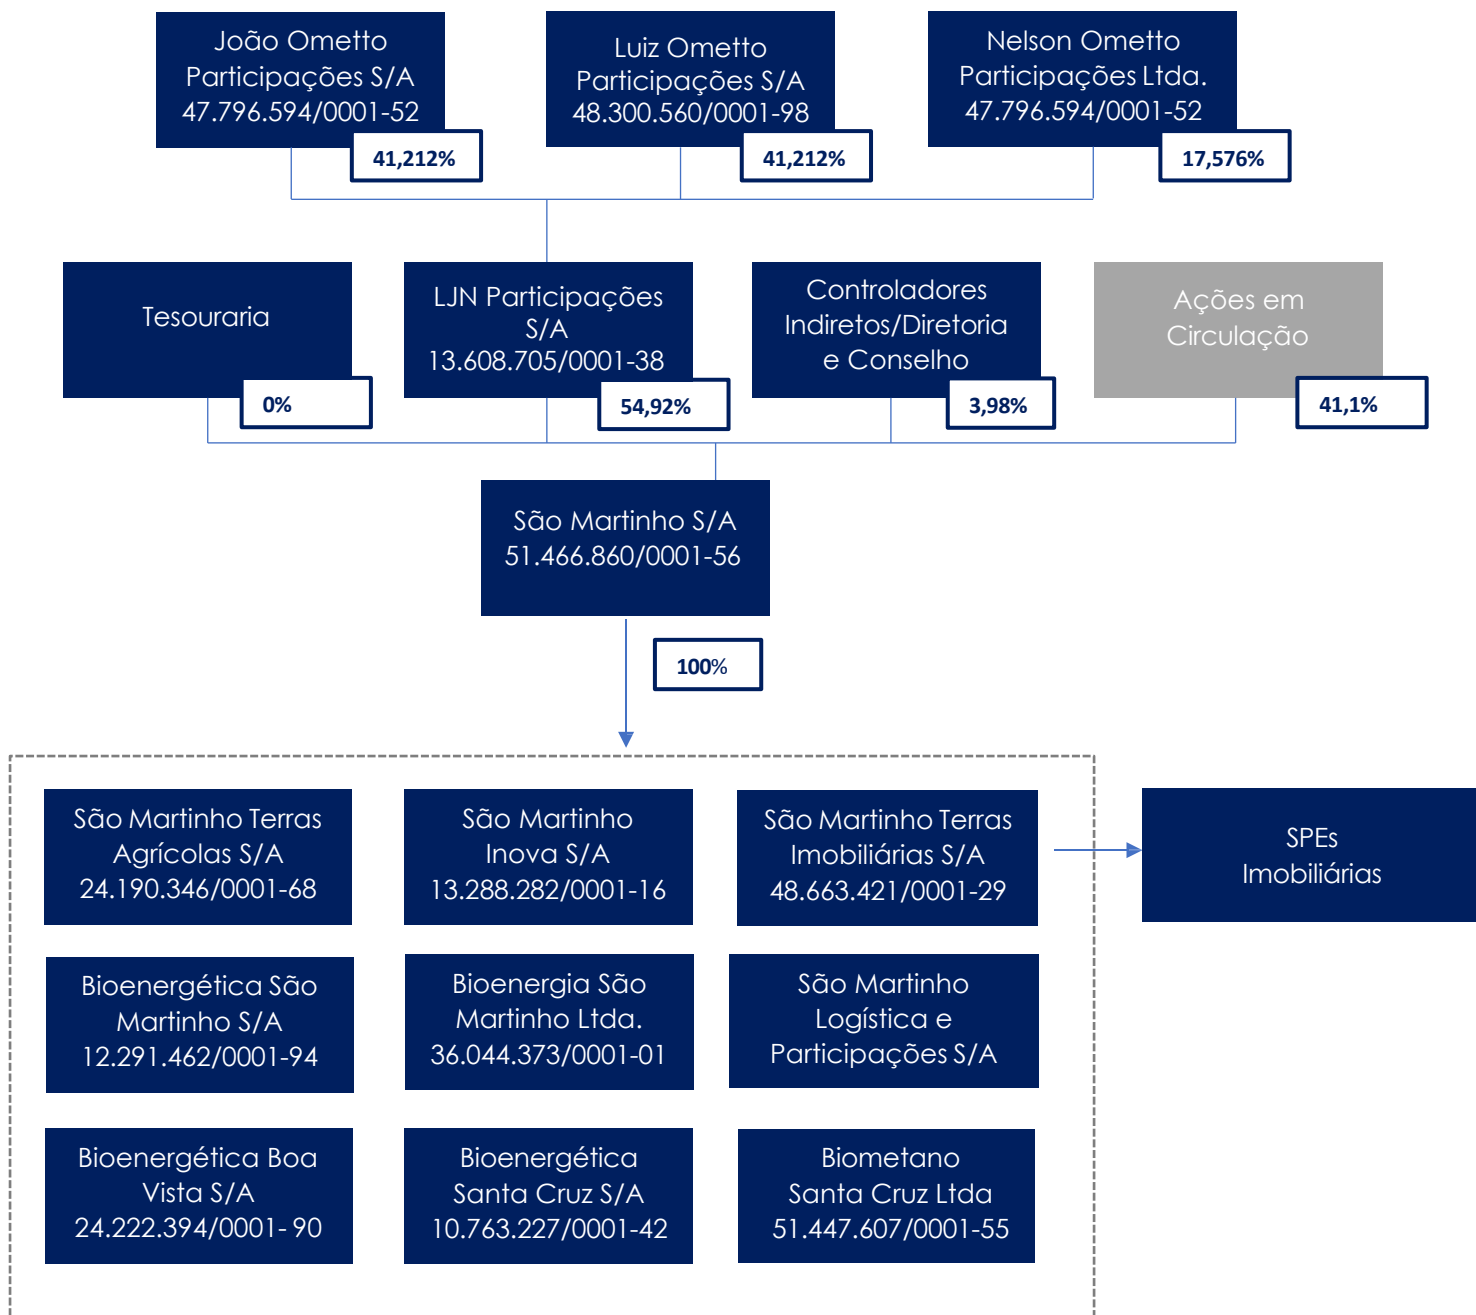 João Ometto
Participações S/A
47.796.594/0001-52
41,212%
Luiz Ometto
Participações S/A
48.300.560/0001-98
41,212%
Nelson Ometto
Participações Ltda.
47.796.594/0001-52
17,576%
Tesouraria
0%
LJN Participações
S/A
13.608.705/0001-38
54,92%
Controladores
Indiretos/Diretoria
e Conselho
3,98%
Ações em
Circulação
41,1%
São Martinho S/A
51.466.860/0001-56
100%
São Martinho Terras
Agrícolas S/A
24.190.346/0001-68
São Martinho
Inova S/A
13.288.282/0001-16
São Martinho Terras
Imobiliárias S/A
48.663.421/0001-29
SPEs
Imobiliárias
Bioenergética São
Martinho S/A
12.291.462/0001-94
Bioenergia São
Martinho Ltda.
36.044.373/0001-01
São Martinho
Logística e
Participações S/A
Bioenergética Boa
Vista S/A
24.222.394/0001- 90
Bioenergética
Santa Cruz S/A
10.763.227/0001-42
Biometano
Santa Cruz Ltda
51.447.607/0001-55